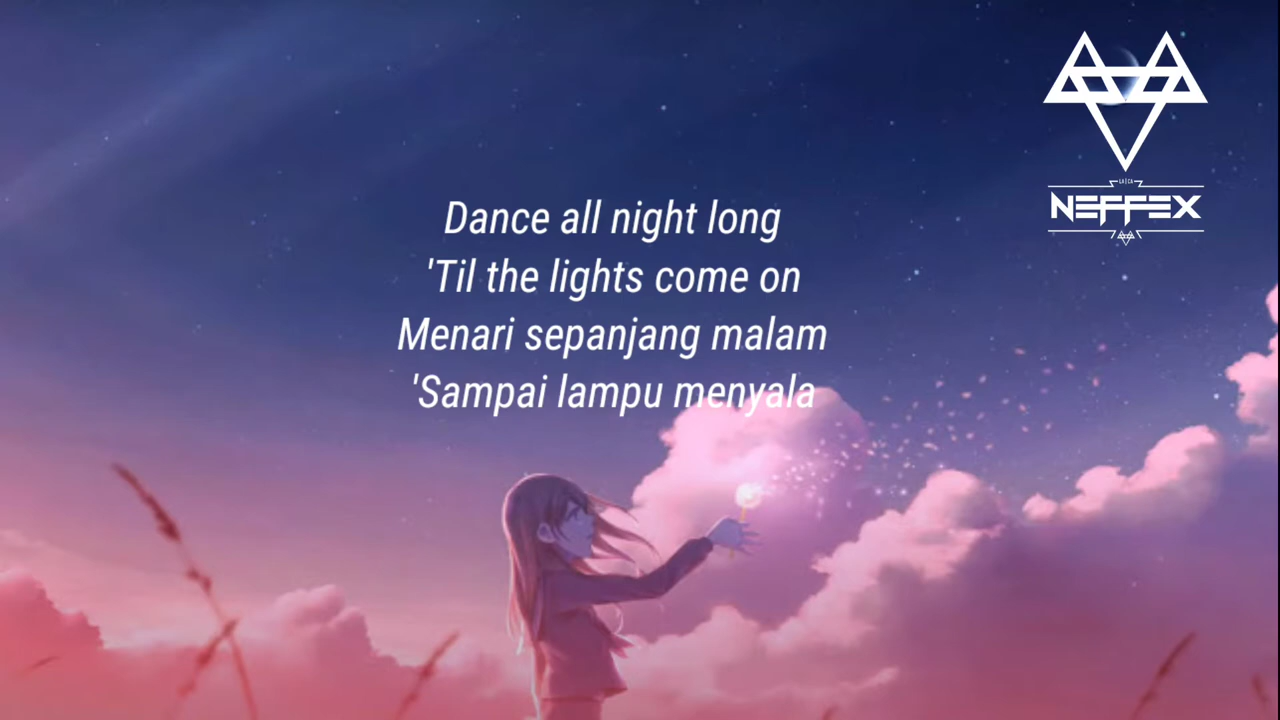 Dance all night long
'Til the lights come on
Menari sepanjang malam
'Sampai lampu menyala
NEFFEX